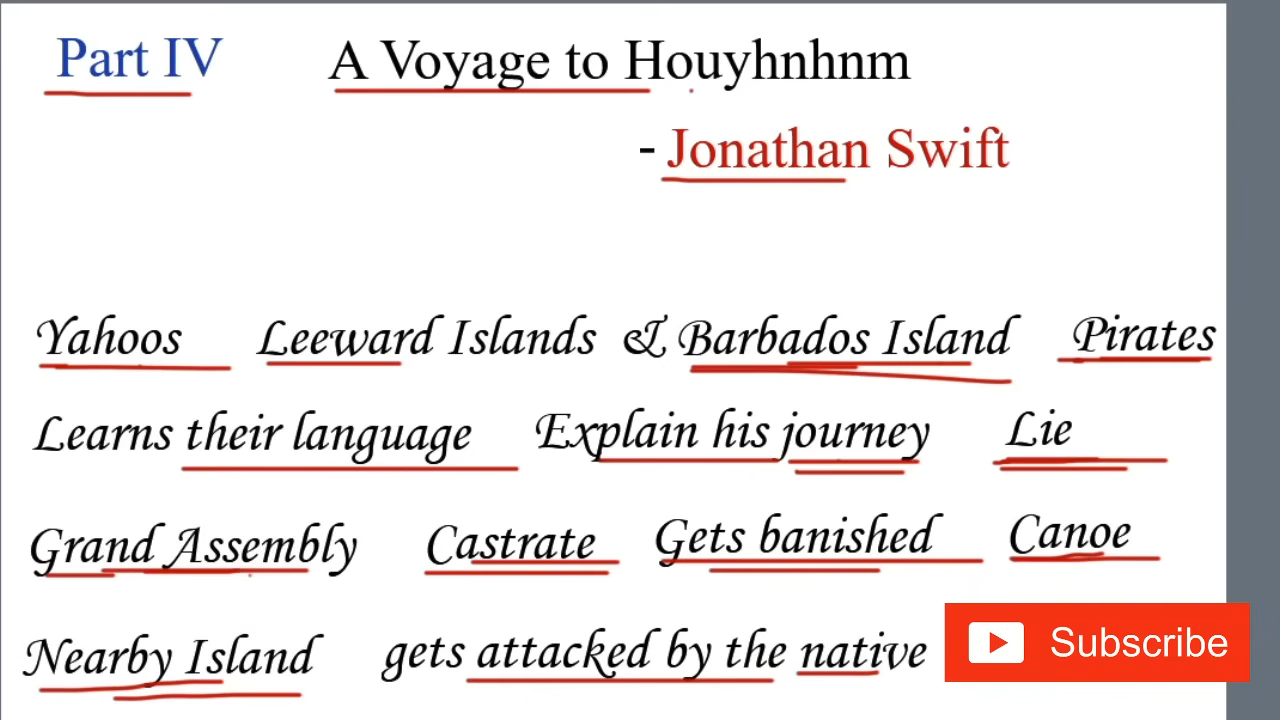 Part IV A Voyage to Houyhnhnm
- Jonathan Swift
Yahoos Leeward Islands & Barbados Island Pirates
Learns their language Explain his journey Lie
Grand Assembly Castrate Gets banished Canoe
Nearby Island gets attacked by the native
Subscribe